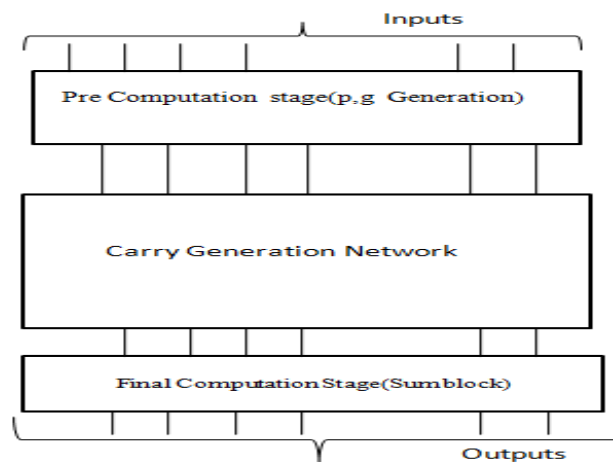 Inputs
Pre Computation stage(p,g Generation)
Carry Generation Network
Final Computation Stage(Sumblock)
Outputs